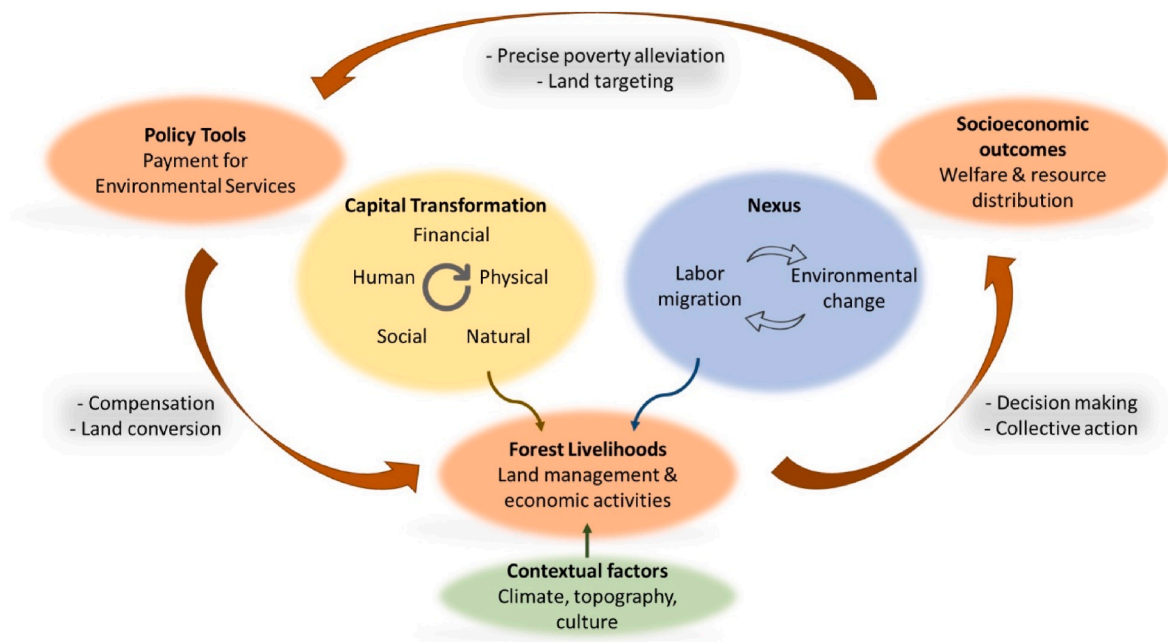 - Precise poverty alleviation
- Land targeting
Policy Tools
Payment for
Environmental Services
Socioeconomic
outcomes
Welfare & resource
distribution
Capital Transformation
Financial
Human
Physical
Social
Natural
Nexus
Labor
migration
Environmental
change
- Compensation
- Land conversion
- Decision making
- Collective action
Forest Livelihoods
Land management &
economic activities
Contextual factors
Climate, topography,
culture